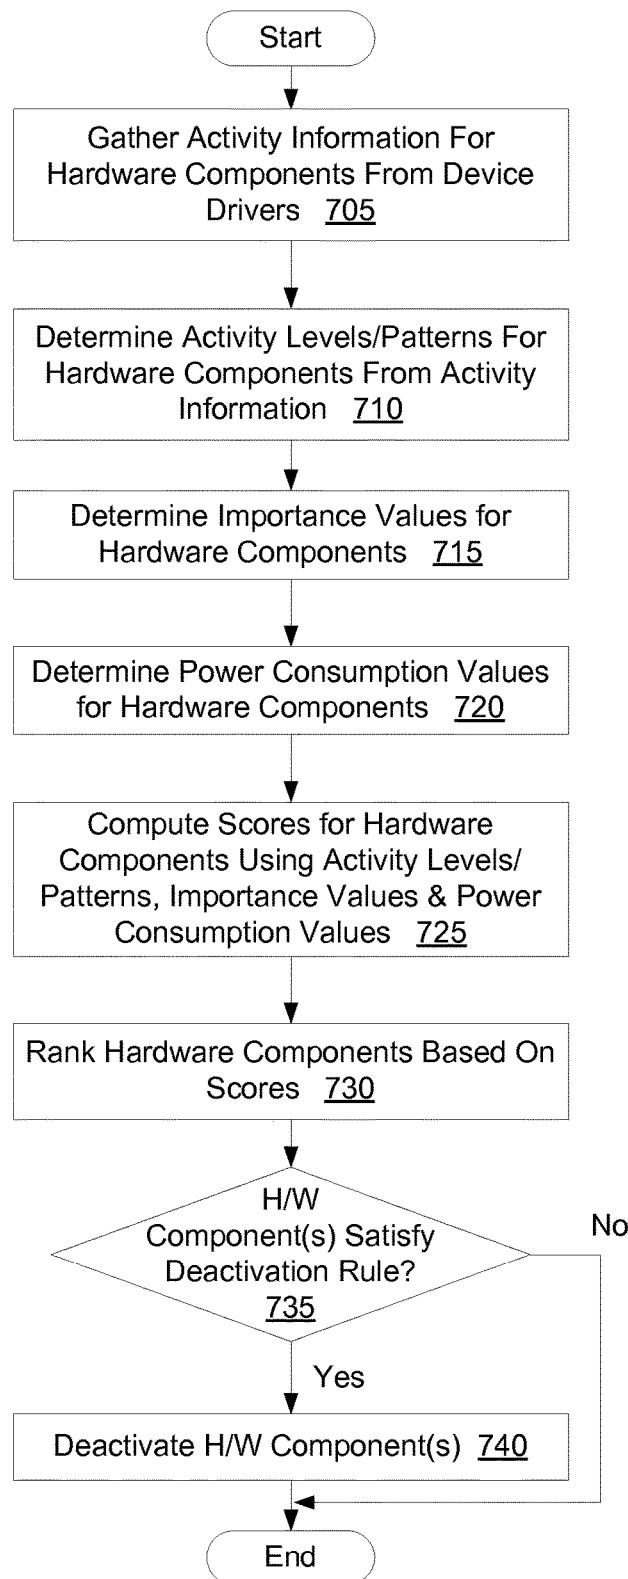 Start
Gather Activity Information For
Hardware Components From Device
Drivers 705
Determine Activity Levels/Patterns For
Hardware Components From Activity
Information 710
Determine Importance Values for
Hardware Components 715
Determine Power Consumption Values
for Hardware Components 720
Compute Scores for Hardware
Components Using Activity Levels/
Patterns, Importance Values & Power
Consumption Values 725
Rank Hardware Components Based On
Scores 730
H/W
Component(s) Satisfy
Deactivation Rule?
735
No
Yes
Deactivate H/W Component(s) 740
End